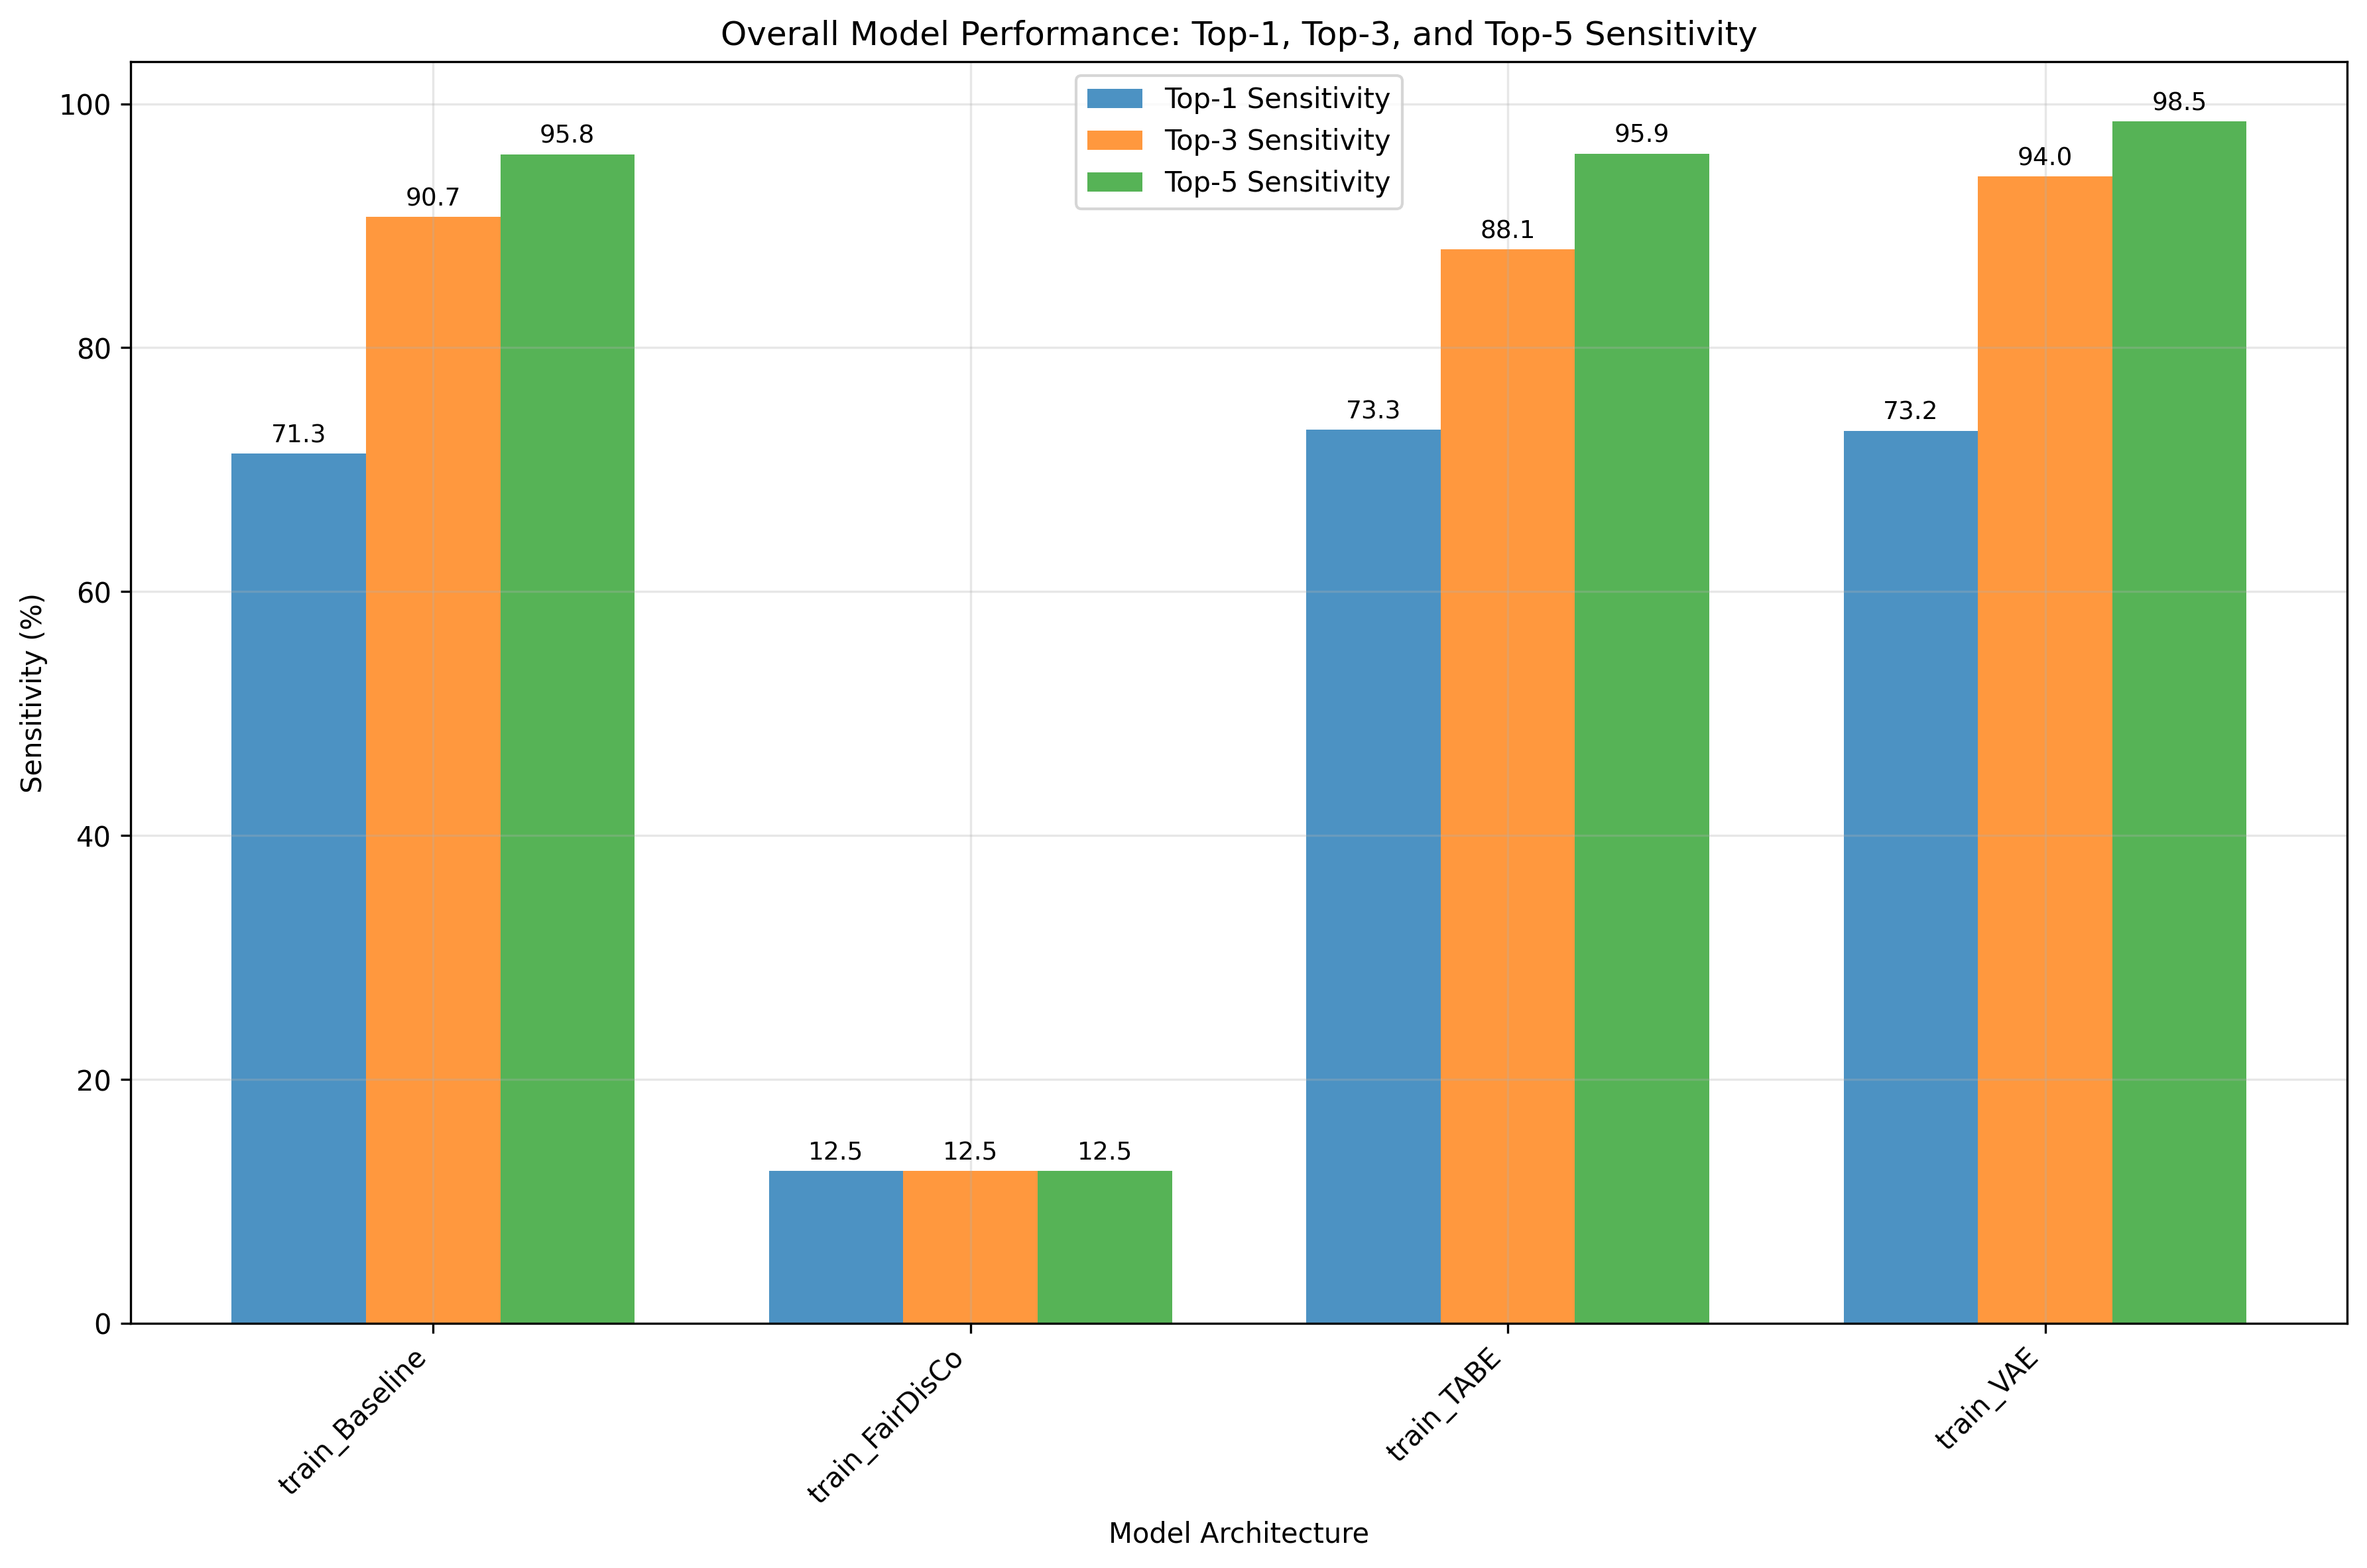 Overall Model Performance: Top-1, Top-3, and Top-5 Sensitivity
Top-1 Sensitivity
Top-3 Sensitivity
Top-5 Sensitivity
Sensitivity (%)
100
80
60
40
20
0
71.3
90.7
95.8
12.5
12.5
12.5
73.3
88.1
95.9
73.2
94.0
98.5
train_Baseline
train_FairDisCo
train_TABE
train_VAE
Model Architecture